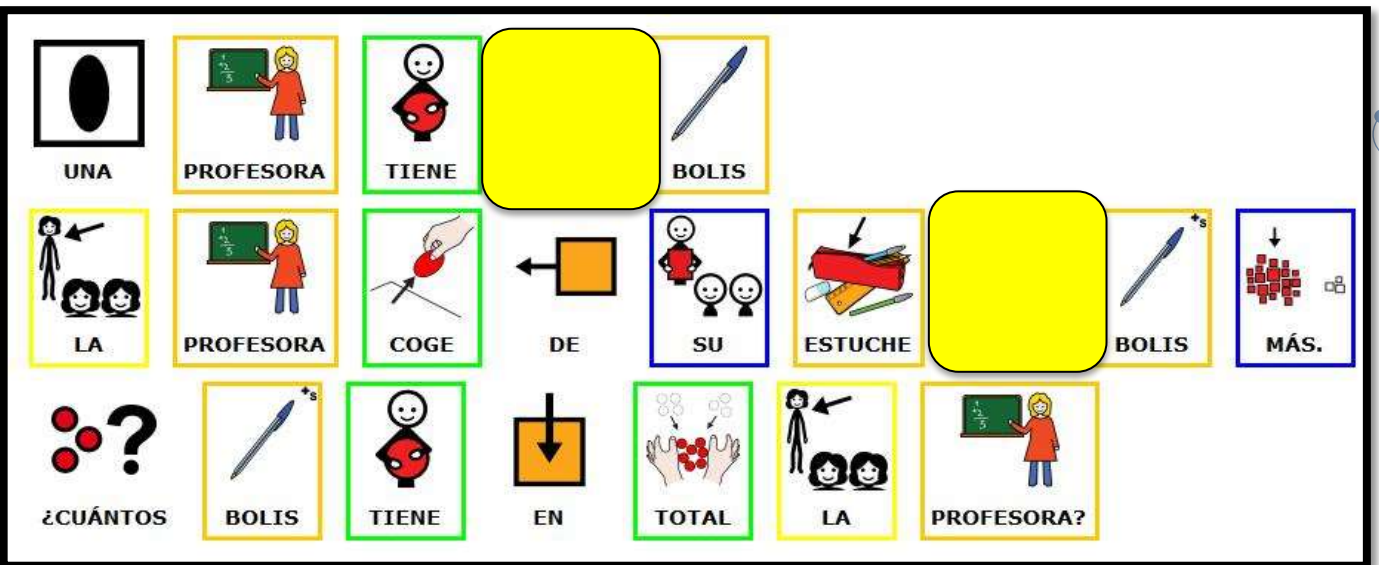 UNA PROFESORA TIENE BOLIS
LA PROFESORA COGE DE SU ESTUCHE BOLIS MÁS.
¿CUÁNTOS BOLIS TIENE EN TOTAL LA PROFESORA?